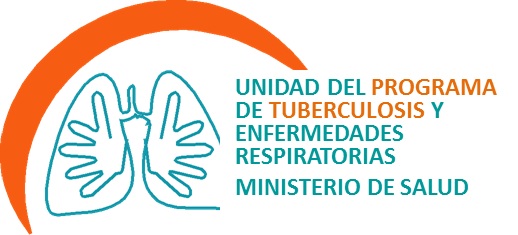 UNIDAD DEL PROGRAMA
DE TUBERCULOSIS Y
ENFERMEDADES
RESPIRATORIAS
MINISTERIO DE SALUD